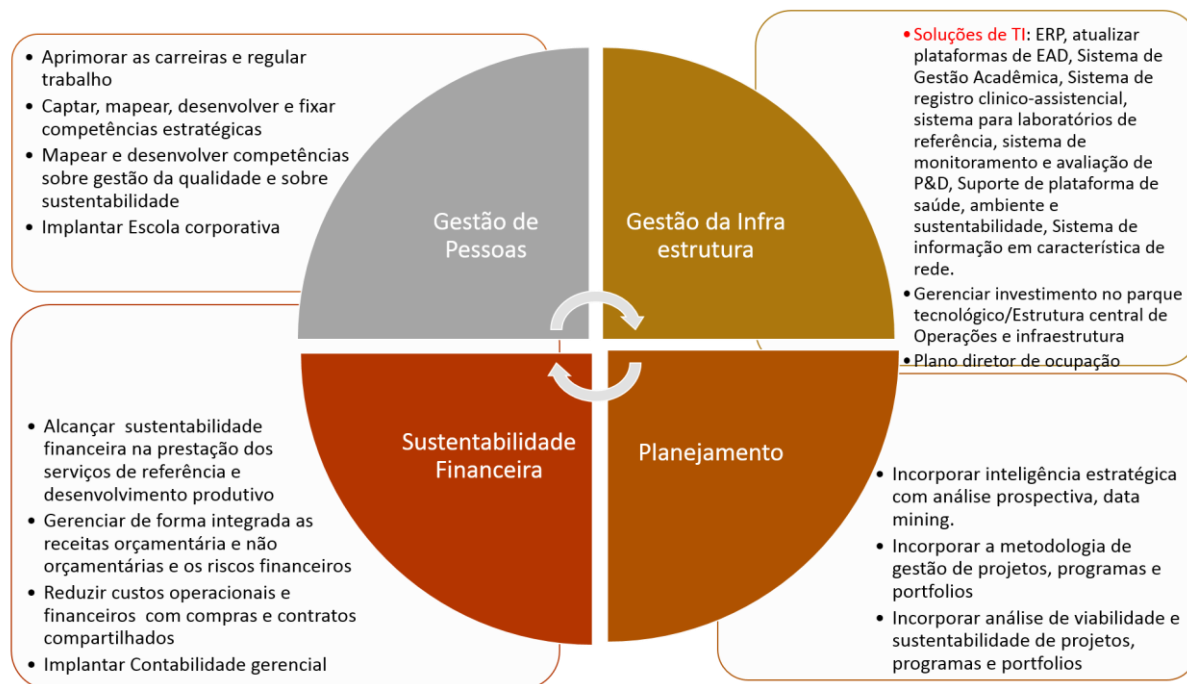 • Aprimorar as carreiras e regular
trabalho
• Captar, mapear, desenvolver e fixar
competências estratégicas
• Mapear e desenvolver competências
sobre gestão da qualidade e sobre
sustentabilidade
• Implantar Escola corporativa
Gestão de
Pessoas
Gestão da Infra
estrutura
• Soluções de TI: ERP, atualizar
plataformas de EAD, Sistema de
Gestão Acadêmica, Sistema de
registro clinico-assistencial,
sistema para laboratórios de
referência, sistema de
monitoramento e avaliação de
P&D, Suporte de plataforma de
saúde, ambiente e
sustentabilidade, Sistema de
informação em característica de
rede.
• Gerenciar investimento no parque
tecnológico/Estrutura central de
Operações e infraestrutura
• Plano diretor de ocupação
• Alcançar sustentabilidade
financeira na prestação dos
serviços de referência e
desenvolvimento produtivo
• Gerenciar de forma integrada as
receitas orçamentária e não
orçamentárias e os riscos financeiros
• Reduzir custos operacionais e
financeiros com compras e contratos
compartilhados
• Implantar Contabilidade gerencial
Sustentabilidade
Financeira
Planejamento
• Incorporar inteligência estratégica
com análise prospectiva, data
mining.
• Incorporar a metodologia de
gestão de projetos, programas e
portfolios
• Incorporar análise de viabilidade e
sustentabilidade de projetos,
programas e portfolios